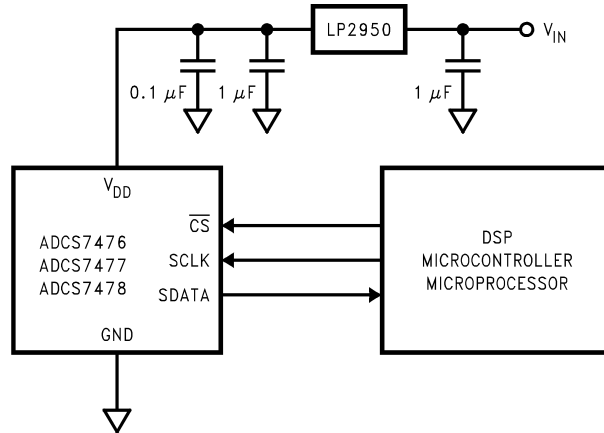 LP2950
V_IN
0.1 μF
1 μF
1 μF
V_DD
C̅S̅
DSP
ADCS7476
SCLK
MICROCONTROLLER
ADCS7477
MICROPROCESSOR
ADCS7478
SDATA
GND